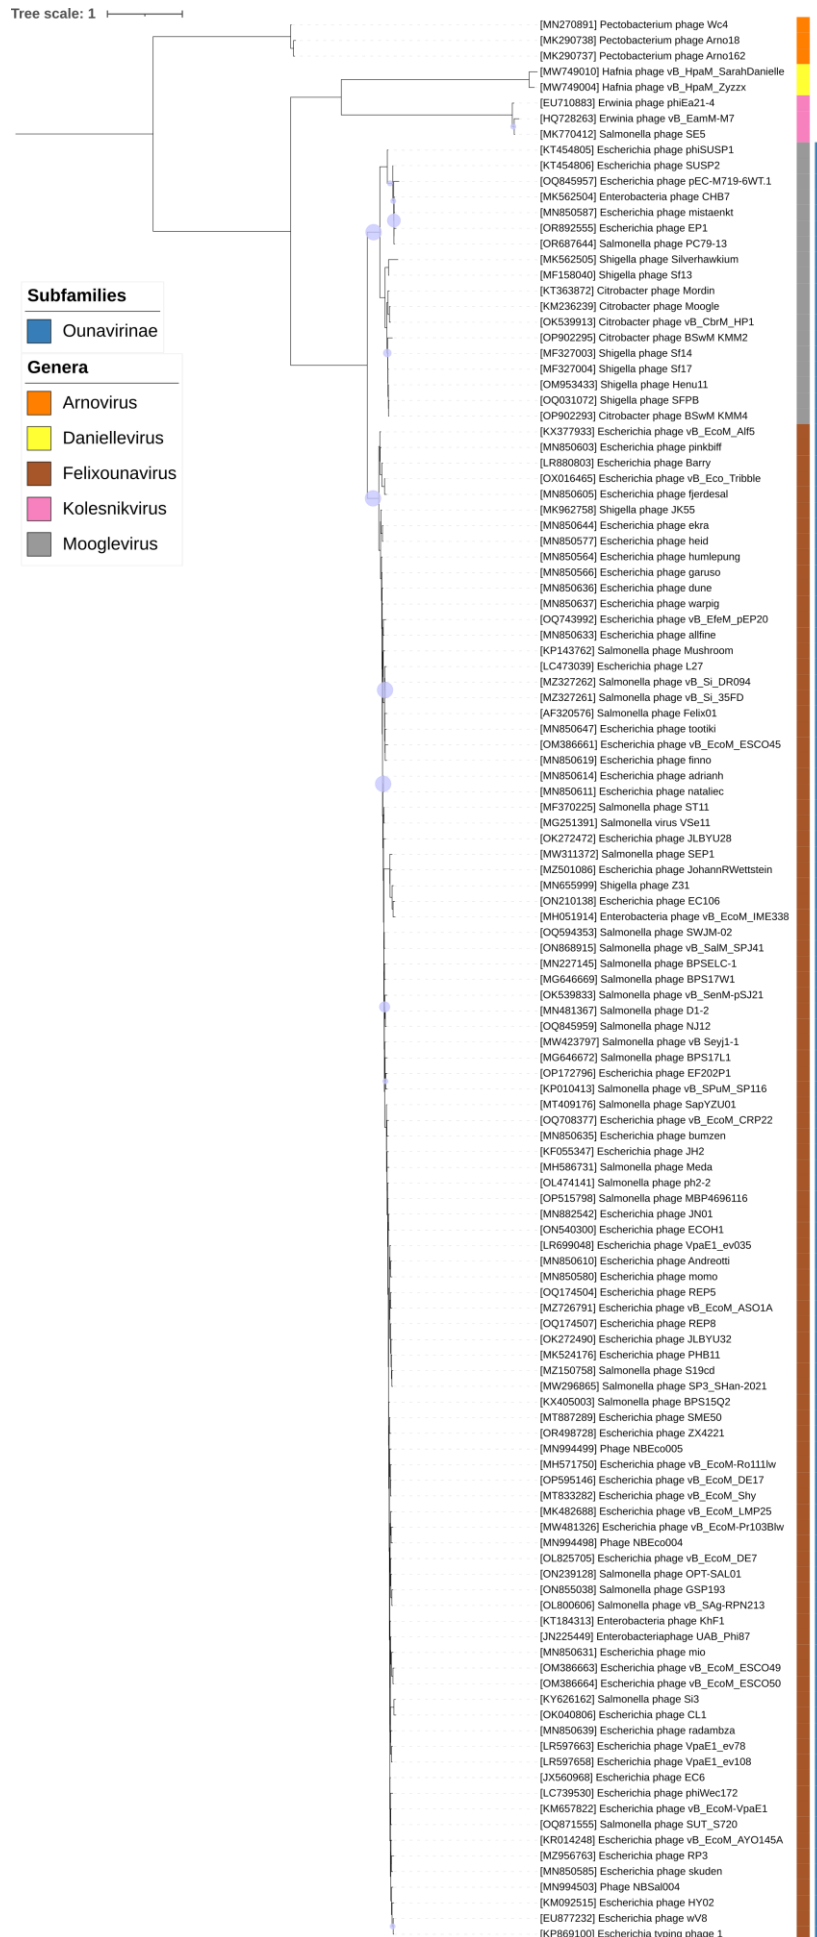 Tree scale: 1
[MN270891] Pectobacterium phage Wc4
[MK290738] Pectobacterium phage Arno18
[MK290737] Pectobacterium phage Arno162
[MW749010] Hafnia phage vB_HpaM_SarahDanielle
[MW749004] Hafnia phage vB_HpaM_Zyzzx
[EU710883] Erwinia phage phiEa21-4
[HQ728263] Erwinia phage vB_EamM-M7
[MK770412] Salmonella phage SE5
[KT454805] Escherichia phage phiSUSP1
[KT454806] Escherichia phage SUSP2
[OQ845957] Escherichia phage pEC-M719-6WT.1
[MK562504] Enterobacteria phage CHB7
[MN850587] Escherichia phage mistaenkt
[OR892555] Escherichia phage EP1
[OR687644] Salmonella phage PC79-13
[MK562505] Shigella phage Silverhawkium
[MF158040] Shigella phage Sf13
[KT363872] Citrobacter phage Mordin
[KM236239] Citrobacter phage Moogle
[OK539913] Citrobacter phage vB_CbrM_HP1
[OP902295] Citrobacter phage BSwM KMM2
[MF327003] Shigella phage Sf14
[MF327004] Shigella phage Sf17
[OM953433] Shigella phage Henu11
[OQ031072] Shigella phage SFPB
[OP902293] Citrobacter phage BSwM KMM4
[KX377933] Escherichia phage vB_EcoM_Alf5
[MN850603] Escherichia phage pinkbiff
[LR880803] Escherichia phage Barry
[OX016465] Escherichia phage vB_Eco_Tribble
[MN850605] Escherichia phage fjerdesal
[MK962758] Shigella phage JK55
[MN850644] Escherichia phage ekra
[MN850577] Escherichia phage heid
[MN850564] Escherichia phage humlepung
[MN850566] Escherichia phage garuso
[MN850636] Escherichia phage dune
[MN850637] Escherichia phage warpig
[OQ743992] Escherichia phage vB_EfeM_pEP20
[MN850633] Escherichia phage allfine
[KP143762] Salmonella phage Mushroom
[LC473039] Escherichia phage L27
[MZ327262] Salmonella phage vB_Si_DR094
[MZ327261] Salmonella phage vB_Si_35FD
[AF320576] Salmonella phage Felix01
[MN850647] Escherichia phage tootiki
[OM386661] Escherichia phage vB_EcoM_ESCO45
[MN850619] Escherichia phage finno
[MN850614] Escherichia phage adrianh
[MN850611] Escherichia phage nataliec
[MF370225] Salmonella phage ST11
[MG251391] Salmonella virus VSe11
[OK272472] Escherichia phage JLBYU28
[MW311372] Salmonella phage SEP1
[MZ501086] Escherichia phage JohannRWettstein
[MN655999] Shigella phage Z31
[ON210138] Escherichia phage EC106
[MH051914] Enterobacteria phage vB_EcoM_IME338
[OQ594353] Salmonella phage SWJM-02
[ON868915] Salmonella phage vB_SalM_SPJ41
[MN227145] Salmonella phage BPSELC-1
[MG646669] Salmonella phage BPS17W1
[OK539833] Salmonella phage vB_SenM-pSJ21
[MN481367] Salmonella phage D1-2
[OQ845959] Salmonella phage NJ12
[MW423797] Salmonella phage vB Seyj1-1
[MG646672] Salmonella phage BPS17L1
[OP172796] Escherichia phage EF202P1
[KP010413] Salmonella phage vB_SPuM_SP116
[MT409176] Salmonella phage SapYZU01
[OQ708377] Escherichia phage vB_EcoM_CRP22
[MN850635] Escherichia phage bumzen
[KF055347] Escherichia phage JH2
[MH586731] Salmonella phage Meda
[OL474141] Salmonella phage ph2-2
[OP515798] Salmonella phage MBP4696116
[MN882542] Escherichia phage JN01
[ON540300] Escherichia phage ECOH1
[LR699048] Escherichia phage VpaE1_ev035
[MN850610] Escherichia phage Andreotti
[MN850580] Escherichia phage momo
[OQ174504] Escherichia phage REP5
[MZ726791] Escherichia phage vB_EcoM_ASO1A
[OQ174507] Escherichia phage REP8
[OK272490] Escherichia phage JLBYU32
[MK524176] Escherichia phage PHB11
[MZ150758] Salmonella phage S19cd
[MW296865] Salmonella phage SP3_SHan-2021
[KX405003] Salmonella phage BPS15Q2
[MT887289] Escherichia phage SME50
[OR498728] Escherichia phage ZX4221
[MN994499] Phage NBEco005
[MH571750] Escherichia phage vB_EcoM-Ro111lw
[OP595146] Escherichia phage vB_EcoM_DE17
[MT833282] Escherichia phage vB_EcoM_Shy
[MK482688] Escherichia phage vB_EcoM_LMP25
[MW481326] Escherichia phage vB_EcoM-Pr103Blw
[MN994498] Phage NBEco004
[OL825705] Escherichia phage vB_EcoM_DE7
[ON239128] Salmonella phage OPT-SAL01
[ON855038] Salmonella phage GSP193
[OL800606] Salmonella phage vB_SAg-RPN213
[KT184313] Enterobacteria phage KhF1
[JN225449] Enterobacteriaphage UAB_Phi87
[MN850631] Escherichia phage mio
[OM386663] Escherichia phage vB_EcoM_ESCO49
[OM386664] Escherichia phage vB_EcoM_ESCO50
[KY626162] Salmonella phage Si3
[OK040806] Escherichia phage CL1
[MN850639] Escherichia phage radambza
[LR597663] Escherichia phage VpaE1_ev78
[LR597658] Escherichia phage VpaE1_ev108
[JX560968] Escherichia phage EC6
[LC739530] Escherichia phage phiWec172
[KM657822] Escherichia phage vB_EcoM-VpaE1
[OQ871555] Salmonella phage SUT_S720
[KR014248] Escherichia phage vB_EcoM_AYO145A
[MZ956763] Escherichia phage RP3
[MN850585] Escherichia phage skuden
[MN994503] Phage NBSal004
[KM092515] Escherichia phage HY02
[EU877232] Escherichia phage wV8
[KP869100] Escherichia typing phage 1
Subfamilies
Ounavirinae
Genera
Arnovirus
Daniellevirus
Felixounavirus
Kolesnikvirus
Mooglevirus